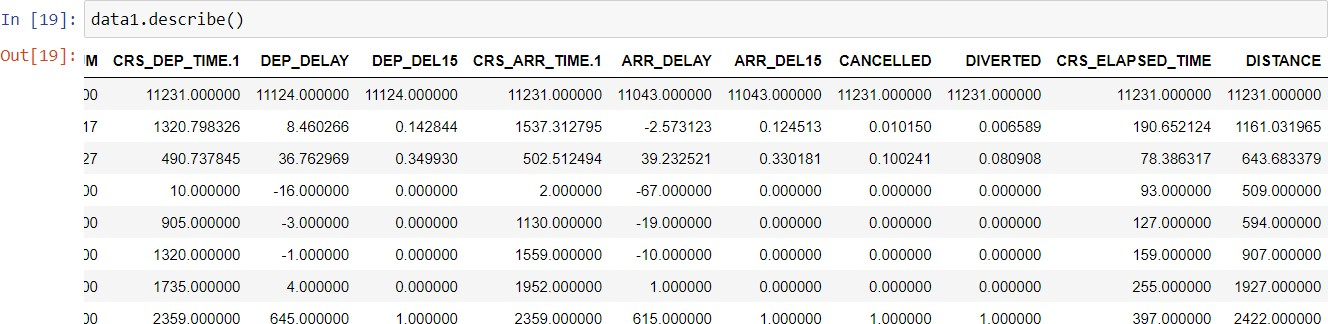 In [19]: data1.describe()
Out[19]: IM CRS_DEP_TIME.1 DEP_DELAY DEP_DEL15 CRS_ARR_TIME.1 ARR_DELAY ARR_DEL15 CANCELLED DIVERTED CRS_ELAPSED_TIME DISTANCE
00 11231.000000 11124.000000 11124.000000 11231.000000 11043.000000 11043.000000 11231.000000 11231.000000 11231.000000 11231.000000
17 1320.798326 8.460266 0.142844 1537.312795 -2.573123 0.124513 0.010150 0.006589 190.652124 1161.031965
27 490.737845 36.762969 0.349930 502.512494 39.232521 0.330181 0.100241 0.080908 78.386317 643.683379
00 10.000000 -16.000000 0.000000 2.000000 -67.000000 0.000000 0.000000 0.000000 93.000000 509.000000
00 905.000000 -3.000000 0.000000 1130.000000 -19.000000 0.000000 0.000000 0.000000 127.000000 594.000000
00 1320.000000 -1.000000 0.000000 1559.000000 -10.000000 0.000000 0.000000 0.000000 159.000000 907.000000
00 1735.000000 4.000000 0.000000 1952.000000 1.000000 0.000000 0.000000 0.000000 255.000000 1927.000000
00 2359.000000 645.000000 1.000000 2359.000000 615.000000 1.000000 1.000000 1.000000 397.000000 2422.000000